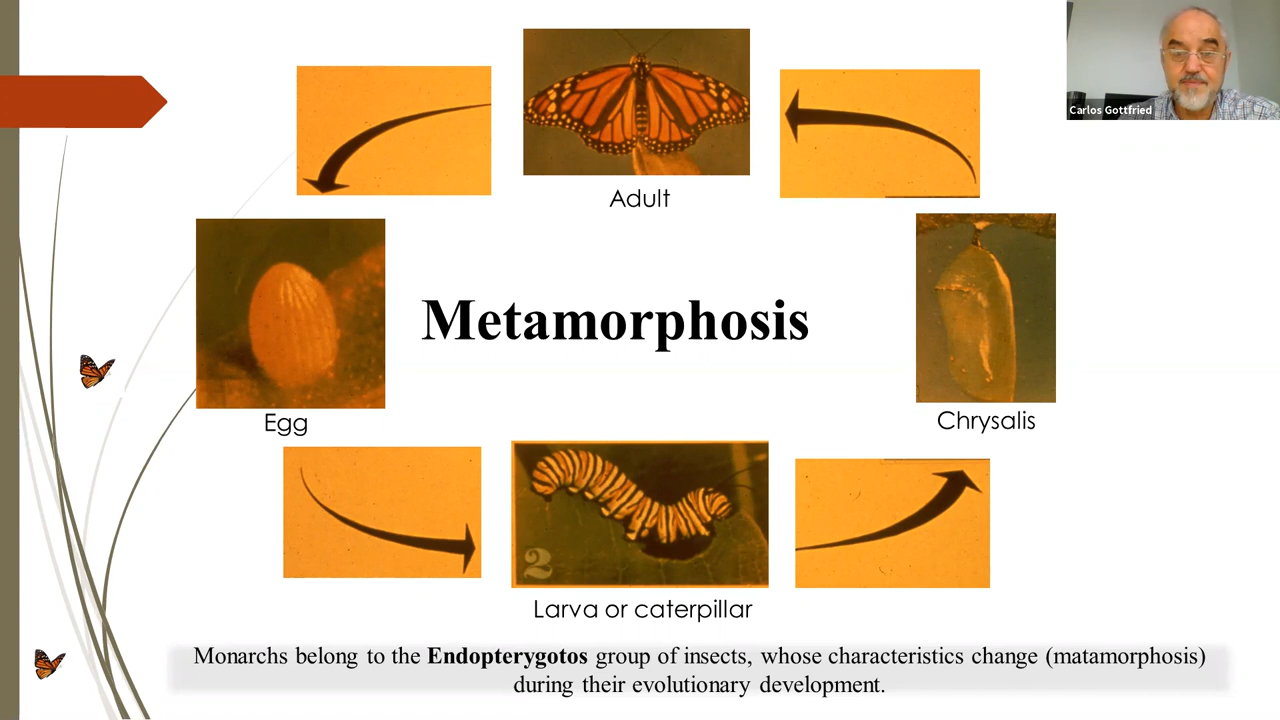 Carlos Gottfried
Adult
Metamorphosis
Egg
Chrysalis
2
Larva or caterpillar
Monarchs belong to the Endopterygotos group of insects, whose characteristics change (matamorphosis)
during their evolutionary development.